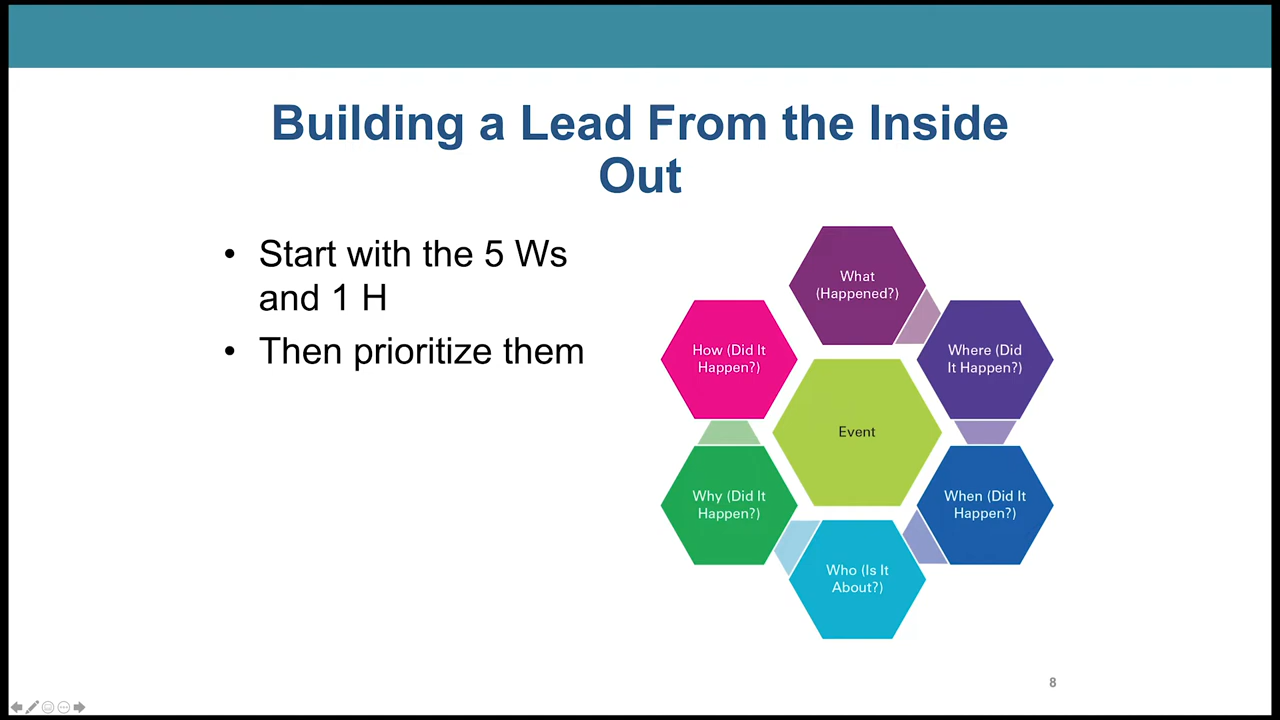 Building a Lead From the Inside
Out
• Start with the 5 Ws
and 1 H
• Then prioritize them
What
(Happened?)
Where (Did
It Happen?)
When (Did It
Happen?)
Who (Is It
About?)
Why (Did It
Happen?)
How (Did It
Happen?)
Event
8